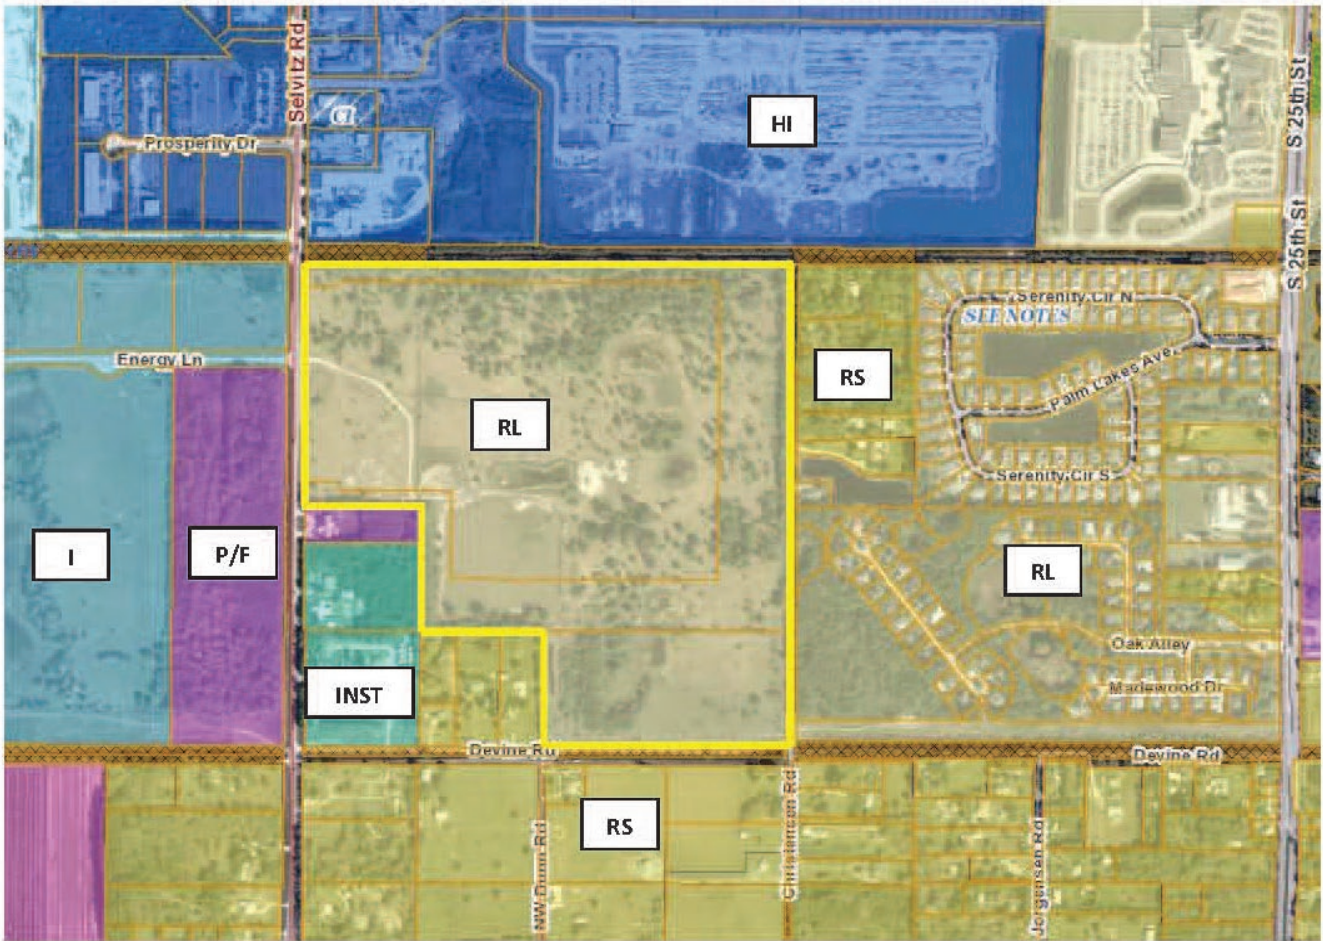 Selvitz Rd
S 25th St
HI
Prosperity Dr
S 25th St
Serenity Cir N
SEE NOTES
Energy Ln
Palm Lakes Ave
RS
RL
Serenity Cir S
I
P/F
RL
Oak Alley
INST
Madewood Dr
Devine Rd
Devine Rd
RS
NW Dunn Rd
Christensen Rd
Jorgensen Rd